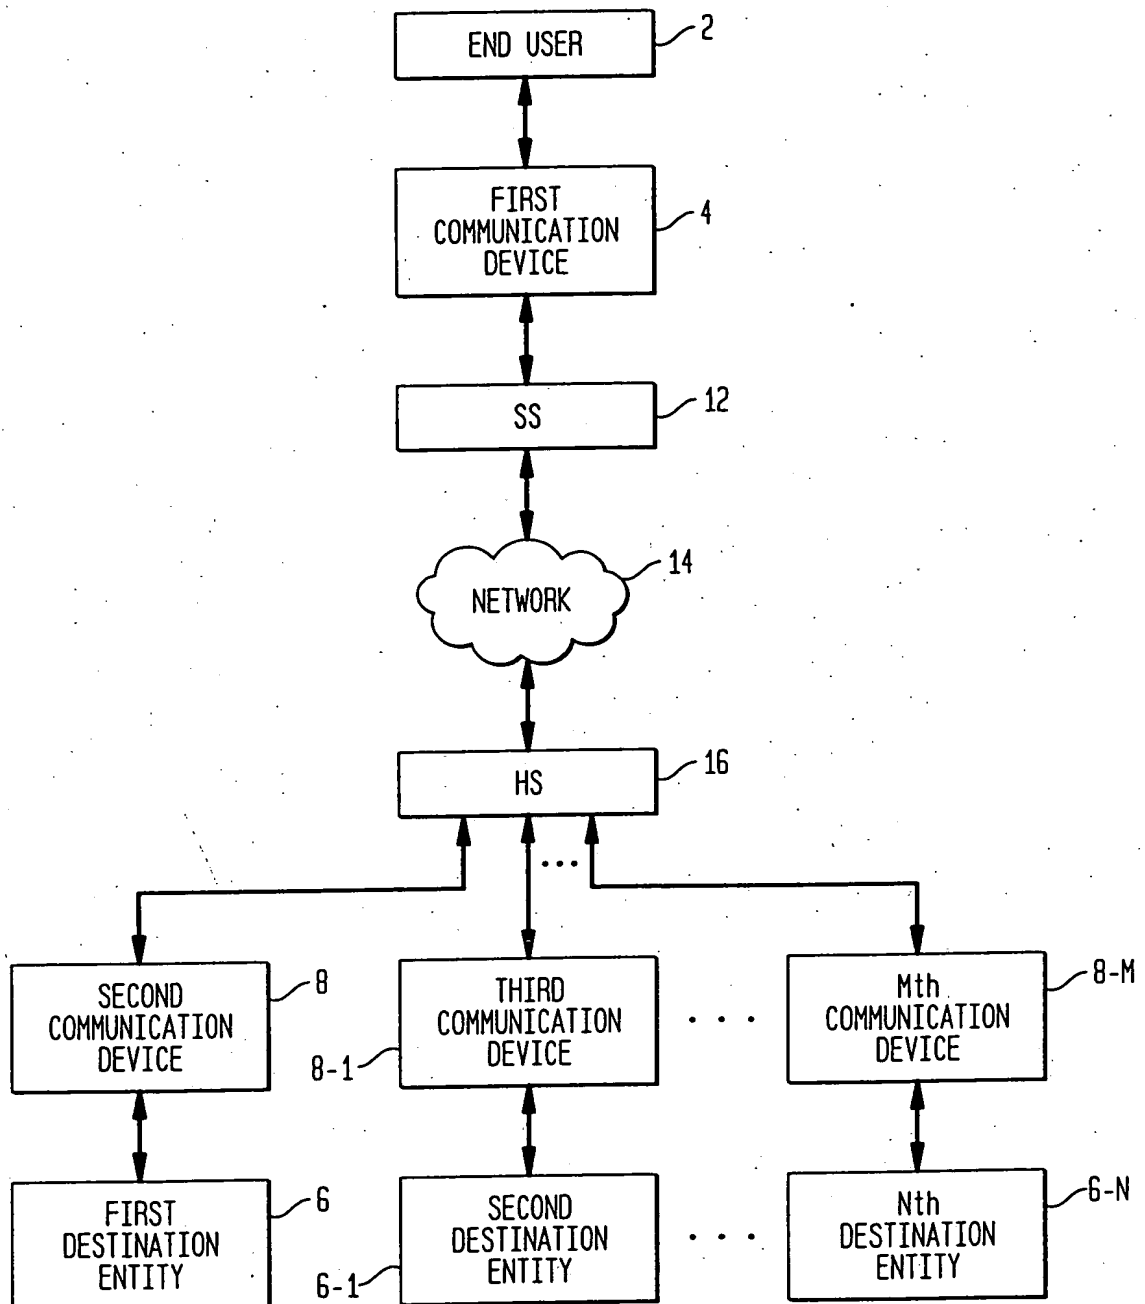 END USER
2
FIRST
COMMUNICATION
DEVICE
4
SS
12
NETWORK
14
HS
16
...
SECOND
COMMUNICATION
DEVICE
8
THIRD
COMMUNICATION
DEVICE
8-1
. . .
Mth
COMMUNICATION
DEVICE
8-M
FIRST
DESTINATION
ENTITY
6
SECOND
DESTINATION
ENTITY
6-1
. . .
Nth
DESTINATION
ENTITY
6-N